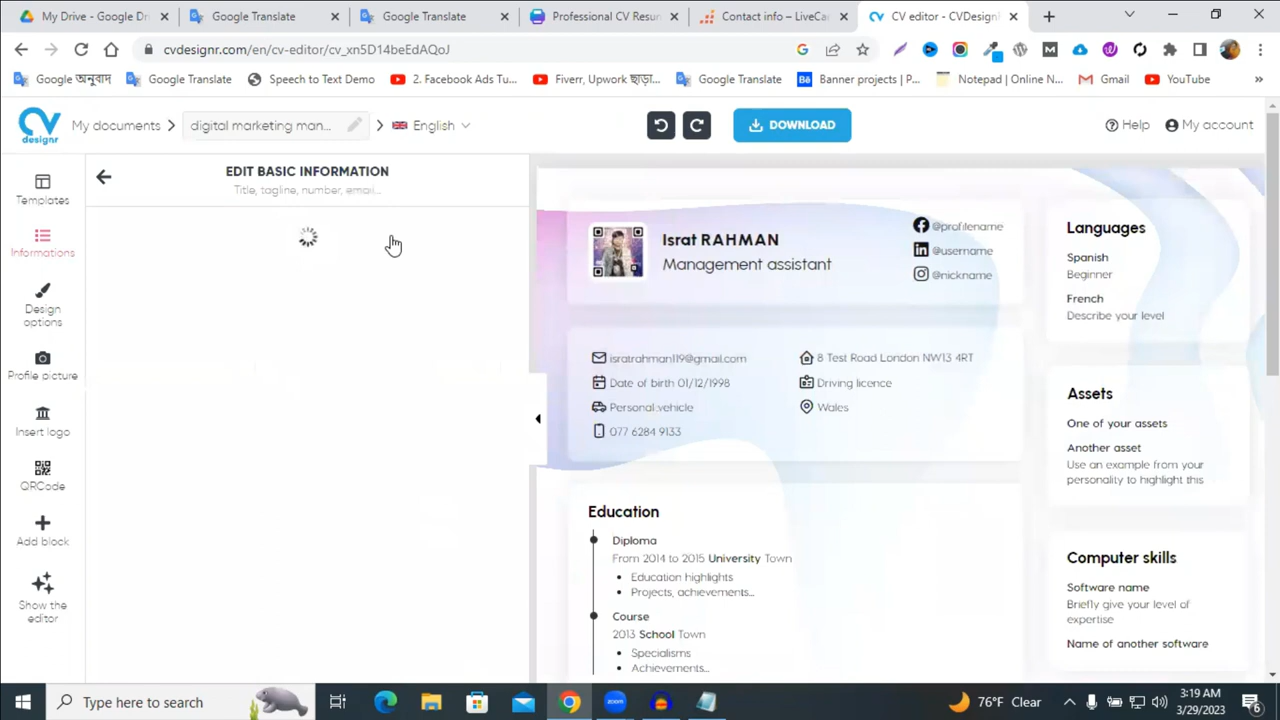 My Drive - Google Dr
Google Translate
Google Translate
Professional CV Resun
Contact info – LiveCar
CV editor - CVDesign
cvdesignr.com/en/cv-editor/cv_xn5D14beEdAQoJ
Google অনুবাদ
Google Translate
Speech to Text Demo
2. Facebook Ads Tu...
Fiverr, Upwork ছাড়া...
Google Translate
Banner projects | P...
Notepad | Online N...
Gmail
YouTube
CV designr
My documents
digital marketing man...
English
DOWNLOAD
Help
My account
Templates
Informations
Design options
Profile picture
Insert logo
QRCode
Add block
Show the editor
EDIT BASIC INFORMATION
Title, tagline, number, email...
Israt RAHMAN
Management assistant
@profilename
@username
@nickname
isratrahman119@gmail.com
Date of birth 01/12/1998
Personal vehicle
077 6284 9133
8 Test Road London NW13 4RT
Driving licence
Wales
Education
Diploma
From 2014 to 2015 University Town
• Education highlights
• Projects, achievements...
Course
2013 School Town
• Specialisms
• Achievements...
Languages
Spanish
Beginner
French
Describe your level
Assets
One of your assets
Another asset
Use an example from your
personality to highlight this
Computer skills
Software name
Briefly give your level of
expertise
Name of another software
Type here to search
zoom
76°F Clear
3:19 AM
3/29/2023
6